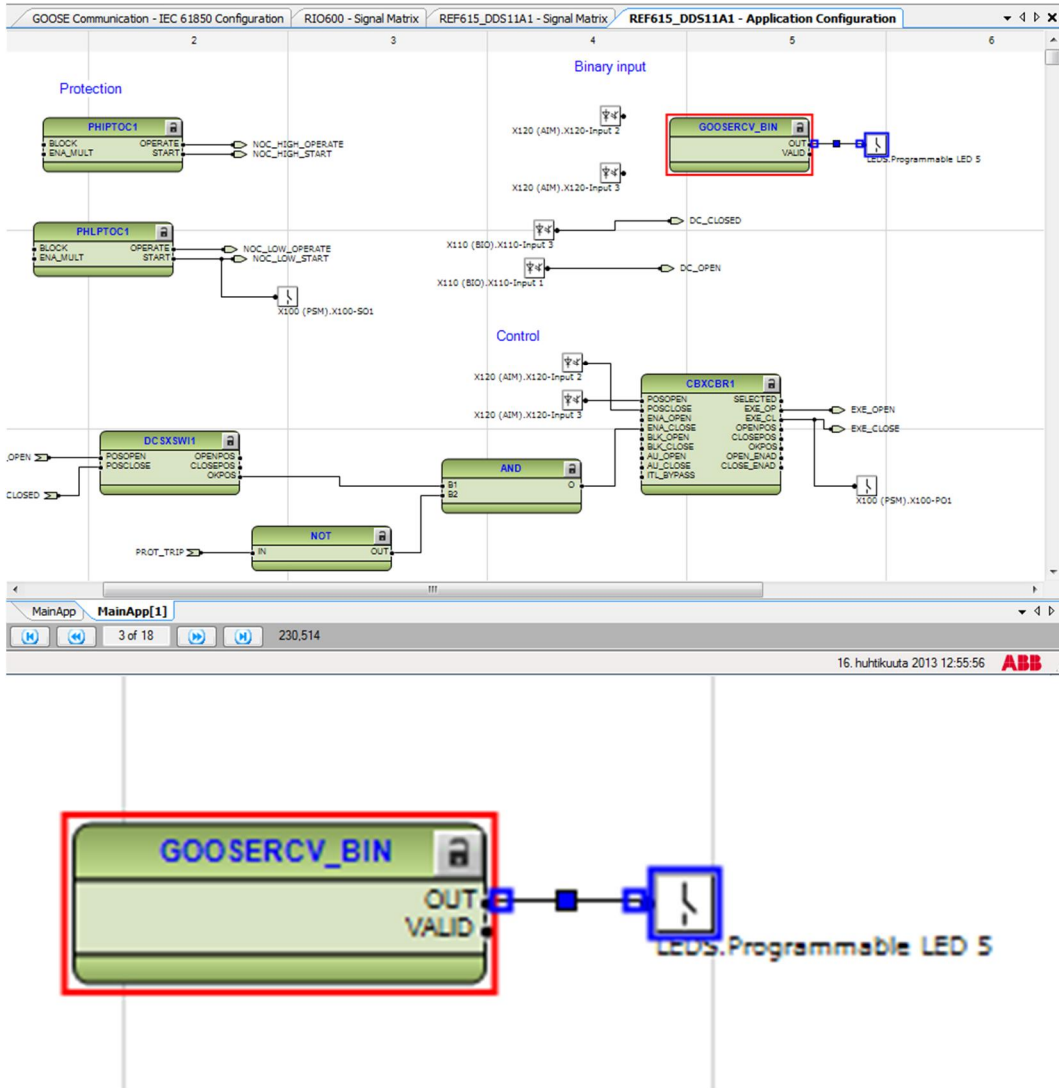 GOOSE Communication - IEC 61850 Configuration
RIO600 - Signal Matrix
REF615_DDS11A1 - Signal Matrix
REF615_DDS11A1 - Application Configuration
2 3 4 5 6
Protection
Binary input
PHIPTOC1
BLOCK OPERATE
ENA_MULT START
NOC_HIGH_OPERATE
NOC_HIGH_START
X120 (AIM).X120-Input 2
X120 (AIM).X120-Input 3
GOOSERCV_BIN
OUT
VALID
LEDS.Programmable LED 5
PHLPTOC1
BLOCK OPERATE
ENA_MULT START
NOC_LOW_OPERATE
NOC_LOW_START
X100 (PSM).X100-SO1
X110 (BIO).X110-Input 3
DC_CLOSED
X110 (BIO).X110-Input 1
DC_OPEN
Control
X120 (AIM).X120-Input 2
X120 (AIM).X120-Input 3
CBXCBR1
POSOPEN SELECTED
POSCLOSE EXE_OP
ENA_OPEN EXE_CL
ENA_CLOSE OPENPOS
BLK_OPEN CLOSEPOS
BLK_CLOSE OKPOS
AU_OPEN OPEN_ENAD
AU_CLOSE CLOSE_ENAD
ITL_BYPASS
EXE_OPEN
EXE_CLOSE
X100 (PSM).X100-PO1
_OPEN
CLOSED
DCSXSWI1
POSOPEN OPENPOS
POSCLOSE CLOSEPOS
OKPOS
AND
B1 O
B2
NOT
IN OUT
PROT_TRIP
MainApp
MainApp[1]
3 of 18
230,514
16. huhtikuuta 2013 12:55:56
ABB
GOOSERCV_BIN
OUT
VALID
LEDS.Programmable LED 5